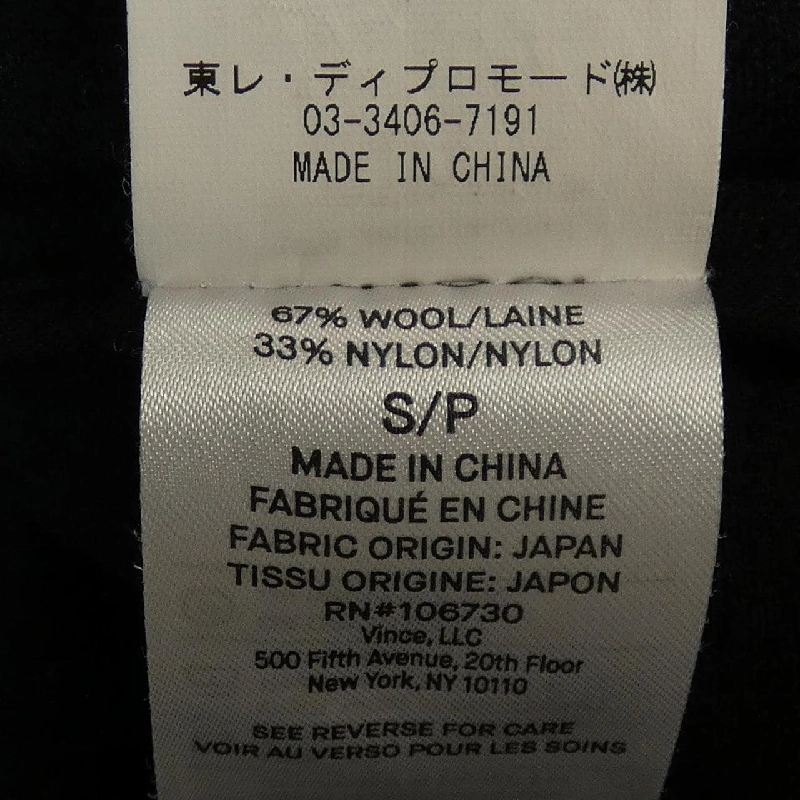 東レ・ディプロモード㈱
03-3406-7191
MADE IN CHINA
67% WOOL/LAINE
33% NYLON/NYLON
S/P
MADE IN CHINA
FABRIQUÉ EN CHINE
FABRIC ORIGIN: JAPAN
TISSU ORIGINE: JAPON
RN#106730
Vince, LLC
500 Fifth Avenue, 20th Floor
New York, NY 10110
SEE REVERSE FOR CARE
VOIR AU VERSO POUR LES SOINS